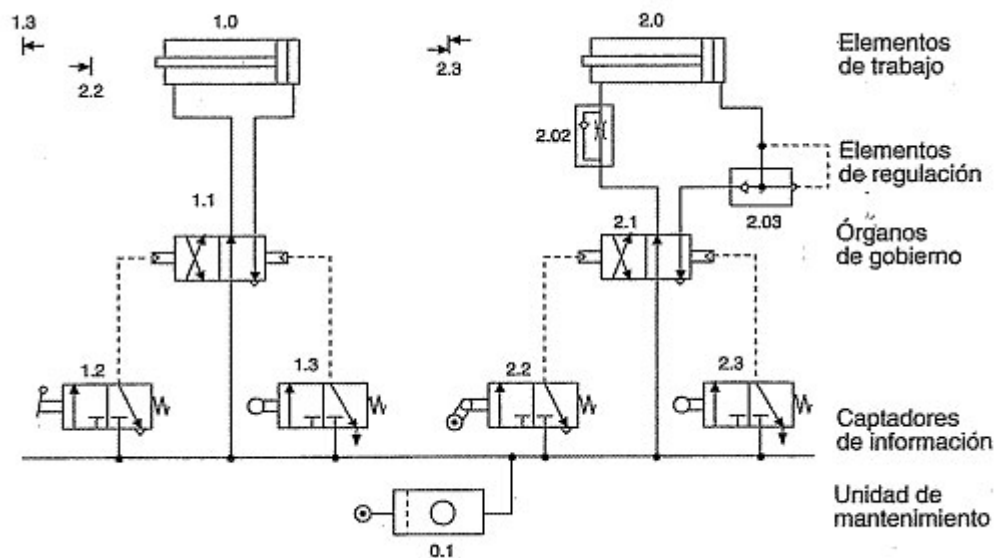 1.3
1.0
2.0
2.2
2.3
Elementos
de trabajo
2.02
Elementos
de regulación
1.1
2.1
2.03
Órganos
de gobierno
1.2
1.3
2.2
2.3
Captadores
de información
Unidad de
mantenimiento
0.1